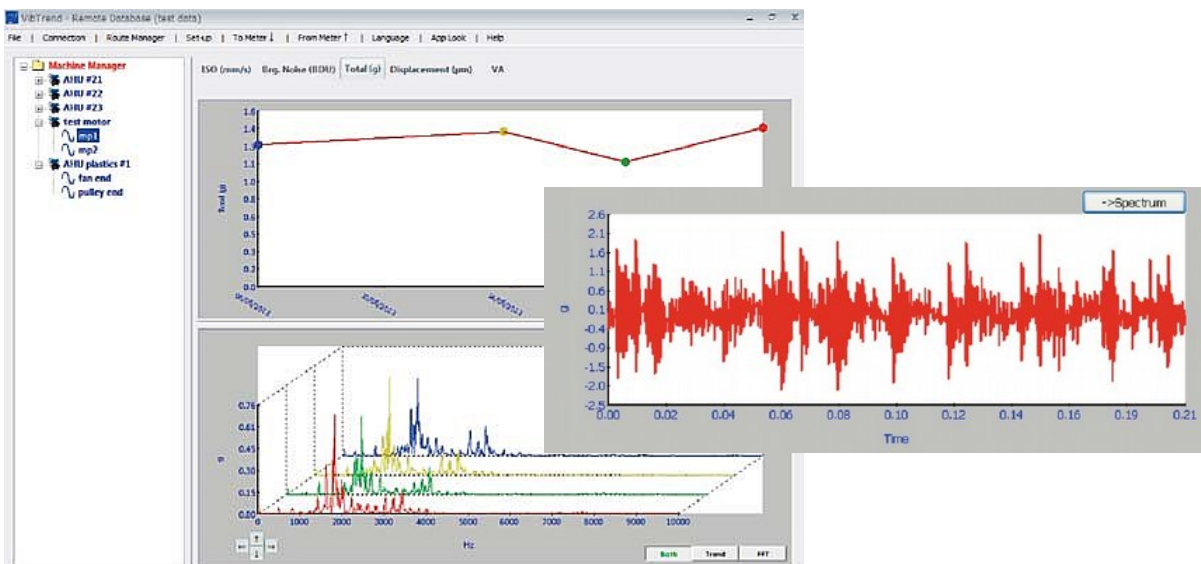 VibTrend - Remote Database (test data)
File | Connection | Route Manager | Set-up | To Meter ↓ | From Meter ↑ | Language | App Look | Help
Machine Manager
AHU #21
AHU #22
AHU #23
test motor
mp1
mp2
AHU plastics #1
fan end
pulley end
ISO (mm/s) Brg. Noise (BDU) Total (g) Displacement (μm) VA
1.6
1.4
1.3
1.1
1.0
0.8
0.6
0.5
0.3
0.2
0.0
Total (g)
0.76
0.61
0.45
0.30
0.15
0.00
g
0 1000 2000 3000 4000 5000 6000 7000 8000 9000 10000
Hz
Both Trend FFT
->Spectrum
2.6
2.1
1.6
1.1
0.6
0.1
-0.4
-0.9
-1.5
-2.0
-2.5
g
0.00 0.02 0.04 0.06 0.08 0.10 0.12 0.14 0.16 0.19 0.21
Time